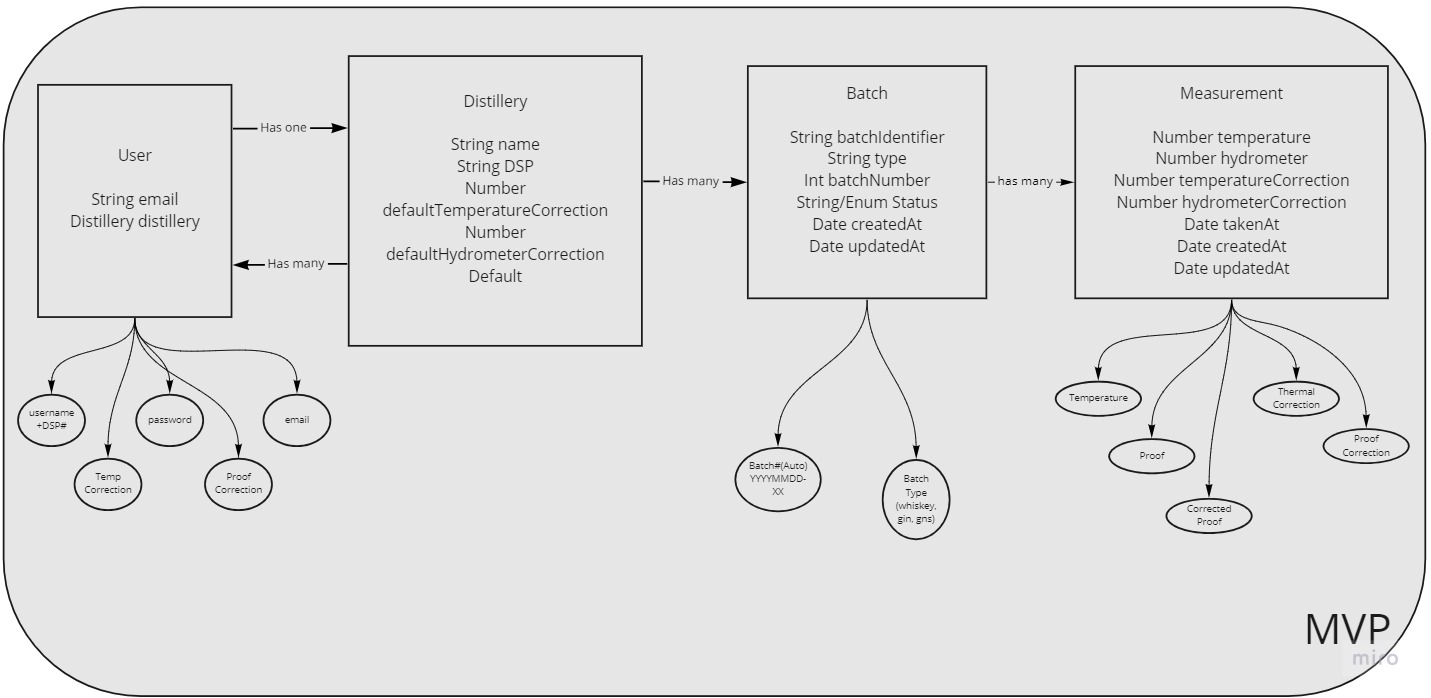 User
String email
Distillery distillery
Has one
Has many
Distillery
String name
String DSP
Number
defaultTemperatureCorrection
Number
defaultHydrometerCorrection
Default
Has many
Batch
String batchIdentifier
String type
Int batchNumber
String/Enum Status
Date createdAt
Date updatedAt
has many
Measurement
Number temperature
Number hydrometer
Number temperatureCorrection
Number hydrometerCorrection
Date takenAt
Date createdAt
Date updatedAt
username
+DSP#
Temp
Correction
password
Proof
Correction
email
Batch#(Auto)
YYYYMMDD-
XX
Batch
Type
(whiskey,
gin, gns)
Temperature
Proof
Corrected
Proof
Thermal
Correction
Proof
Correction
MVP
miro